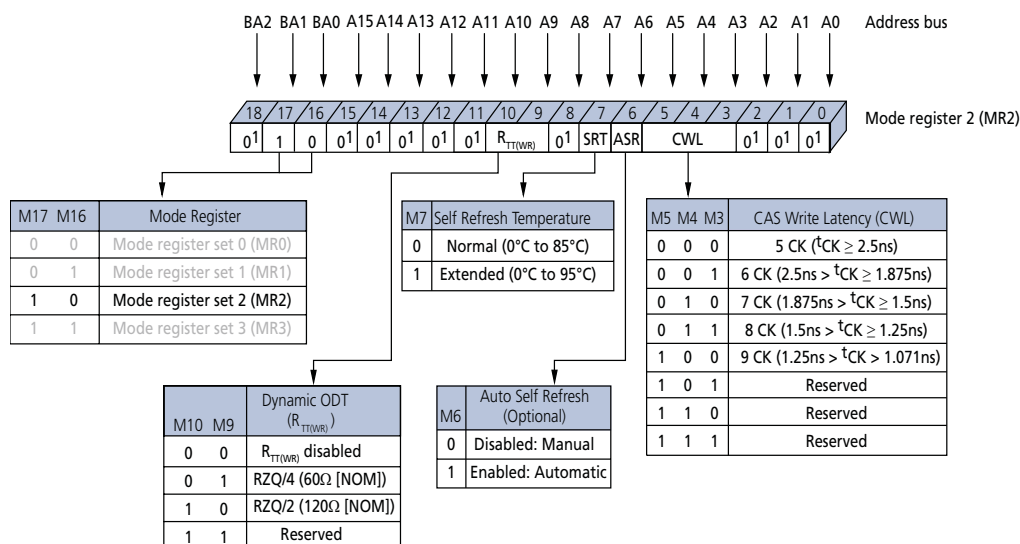 BA2 BA1 BA0 A15 A14 A13 A12 A11 A10 A9 A8 A7 A6 A5 A4 A3 A2 A1 A0 Address bus
18 17 16 15 14 13 12 11 10 9 8 7 6 5 4 3 2 1 0 Mode register 2 (MR2)
0¹ 1 0 0¹ 0¹ 0¹ 0¹ 0¹ RTT(WR) 0¹ SRT ASR CWL 0¹ 0¹ 0¹
M17 M16 Mode Register
0 0 Mode register set 0 (MR0)
0 1 Mode register set 1 (MR1)
1 0 Mode register set 2 (MR2)
1 1 Mode register set 3 (MR3)
M7 Self Refresh Temperature
0 Normal (0°C to 85°C)
1 Extended (0°C to 95°C)
M5 M4 M3 CAS Write Latency (CWL)
0 0 0 5 CK (tCK ≥ 2.5ns)
0 0 1 6 CK (2.5ns > tCK ≥ 1.875ns)
0 1 0 7 CK (1.875ns > tCK ≥ 1.5ns)
0 1 1 8 CK (1.5ns > tCK ≥ 1.25ns)
1 0 0 9 CK (1.25ns > tCK > 1.071ns)
1 0 1 Reserved
1 1 0 Reserved
1 1 1 Reserved
Dynamic ODT
M10 M9 (RTT(WR))
0 0 RTT(WR) disabled
0 1 RZQ/4 (60Ω [NOM])
1 0 RZQ/2 (120Ω [NOM])
1 1 Reserved
Auto Self Refresh
M6 (Optional)
0 Disabled: Manual
1 Enabled: Automatic